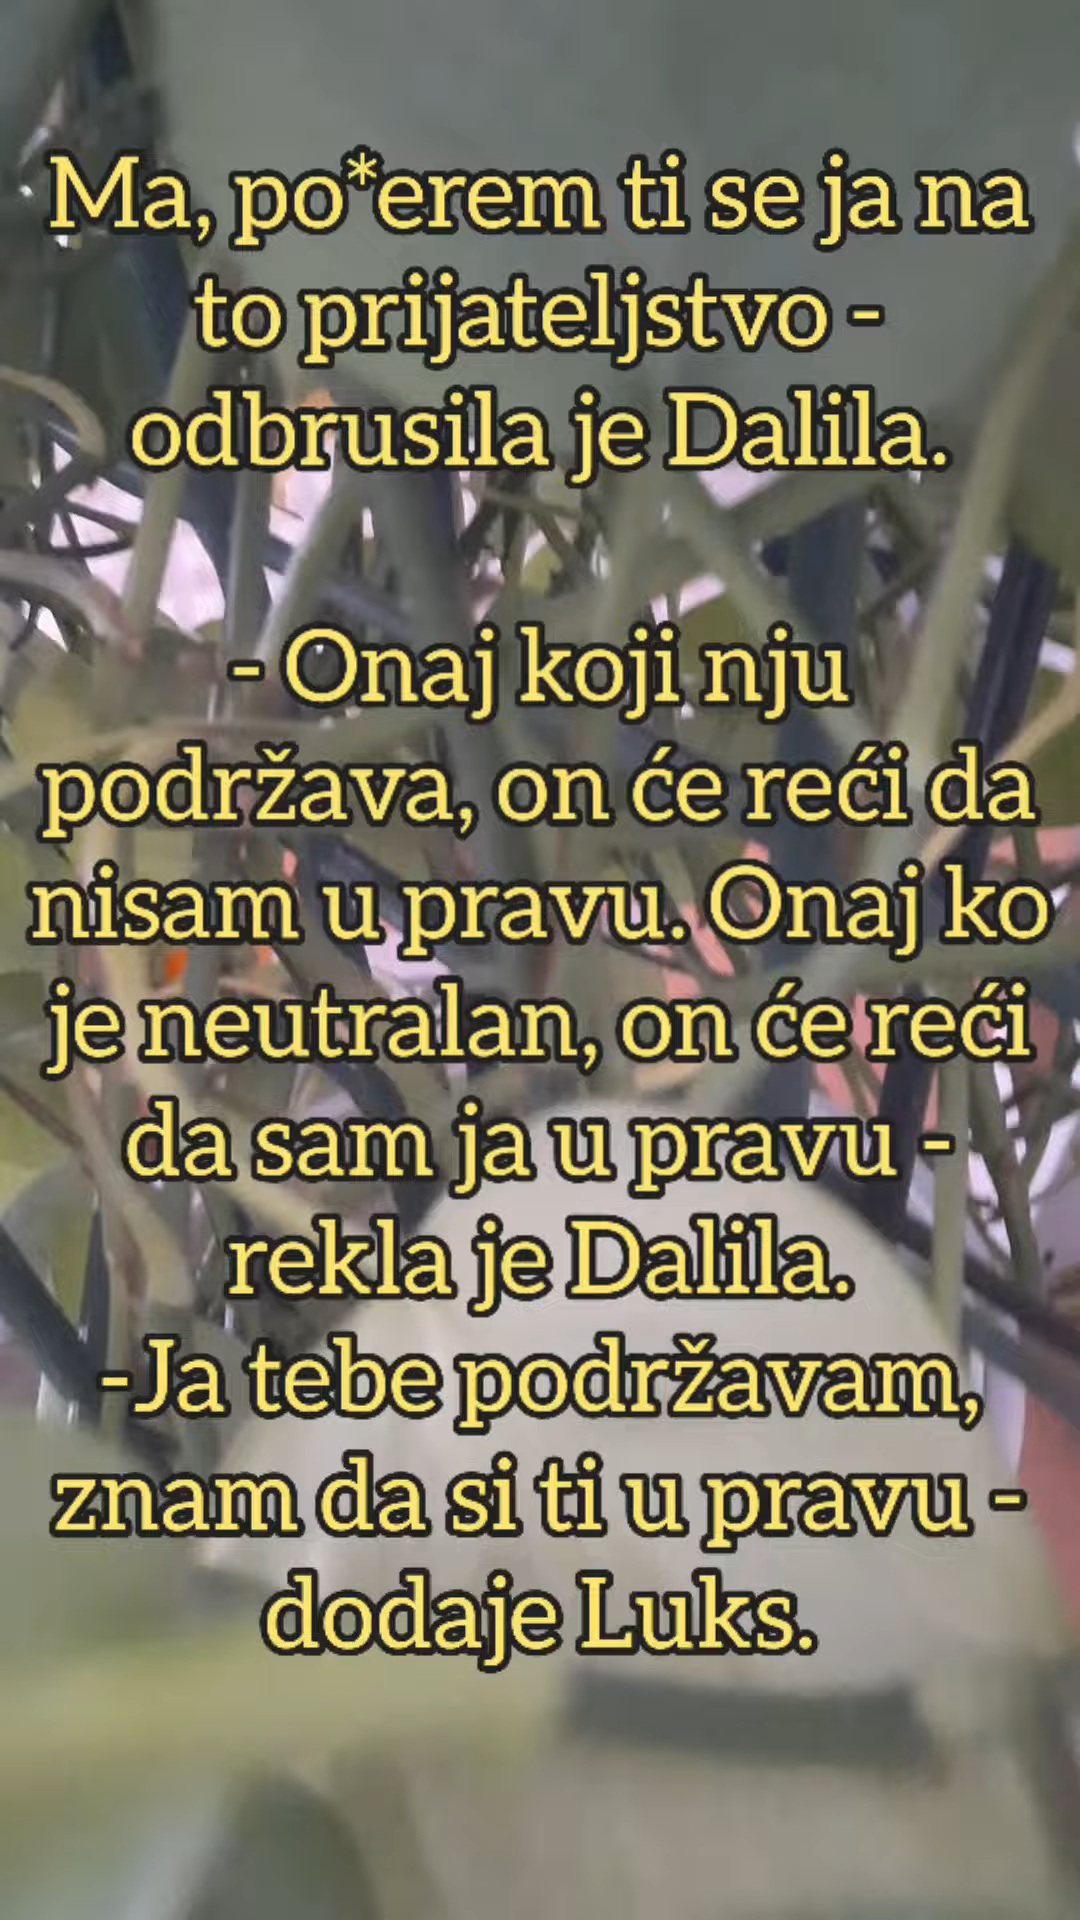 Ma, po*erem ti se ja na
to prijateljstvo -
odbrusila je Dalila.
- Onaj koji nju
podržava, on će reći da
nisam u pravu. Onaj ko
je neutralan, on će reći
da sam ja u pravu -
rekla je Dalila.
-Ja tebe podržavam,
znam da si ti u pravu -
dodaje Luks.